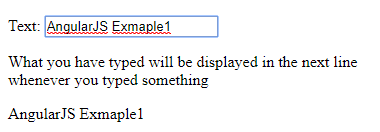 Text: AngularJS Exmaple1
What you have typed will be displayed in the next line
whenever you typed something
AngularJS Exmaple1